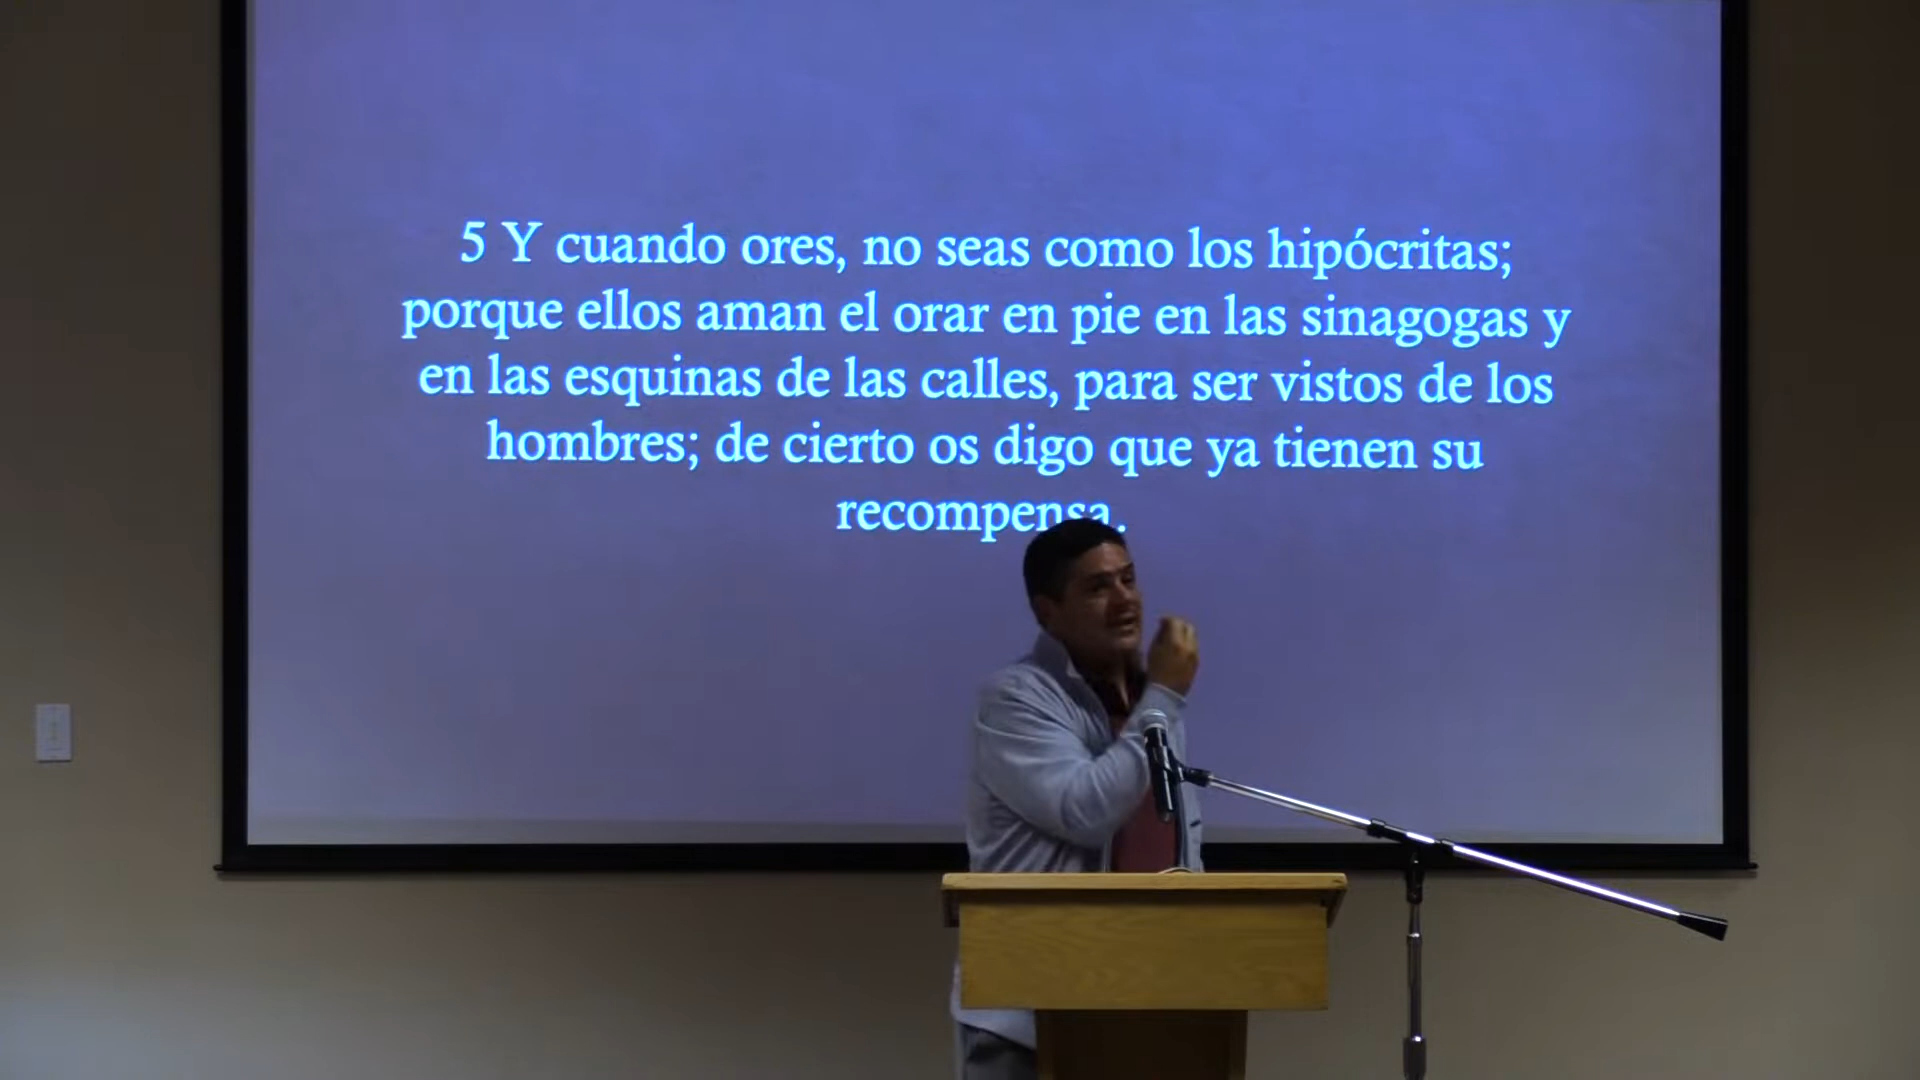 5 Y cuando ores, no seas como los hipócritas;
porque ellos aman el orar en pie en las sinagogas y
en las esquinas de las calles, para ser vistos de los
hombres; de cierto os digo que ya tienen su
recompensa.